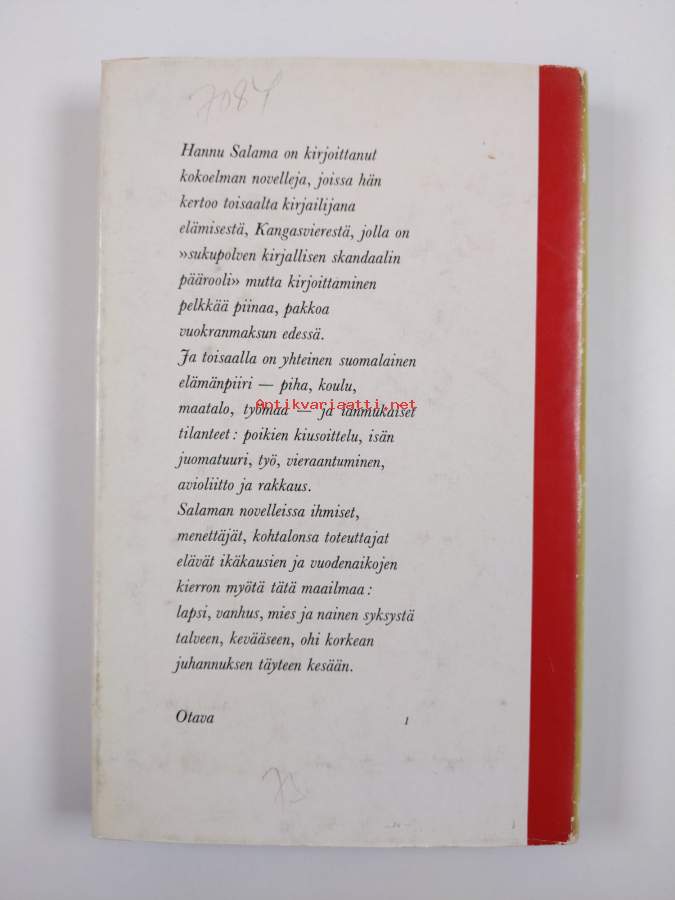 7084
Hannu Salama on kirjoittanut
kokoelman novelleja, joissa hän
kertoo toisaalta kirjailijana
elämisestä, Kangasvierestä, jolla on
»sukupolven kirjallisen skandaalin
päärooli» mutta kirjoittaminen
pelkkää piinaa, pakkoa
vuokranmaksun edessä.
Ja toisaalla on yhteinen suomalainen
elämänpiiri — piha, koulu,
Antikvariaatti.net
maatalo, työmaa — ja tanmukaiset
tilanteet: poikien kiusoittelu, isän
juomatuuri, työ, vieraantuminen,
avioliitto ja rakkaus.
Salaman novelleissa ihmiset,
menettäjät, kohtalonsa toteuttajat
elävät ikäkausien ja vuodenaikojen
kierron myötä tätä maailmaa:
lapsi, vanhus, mies ja nainen syksystä
talveen, kevääseen, ohi korkean
juhannuksen täyteen kesään.
Otava 1